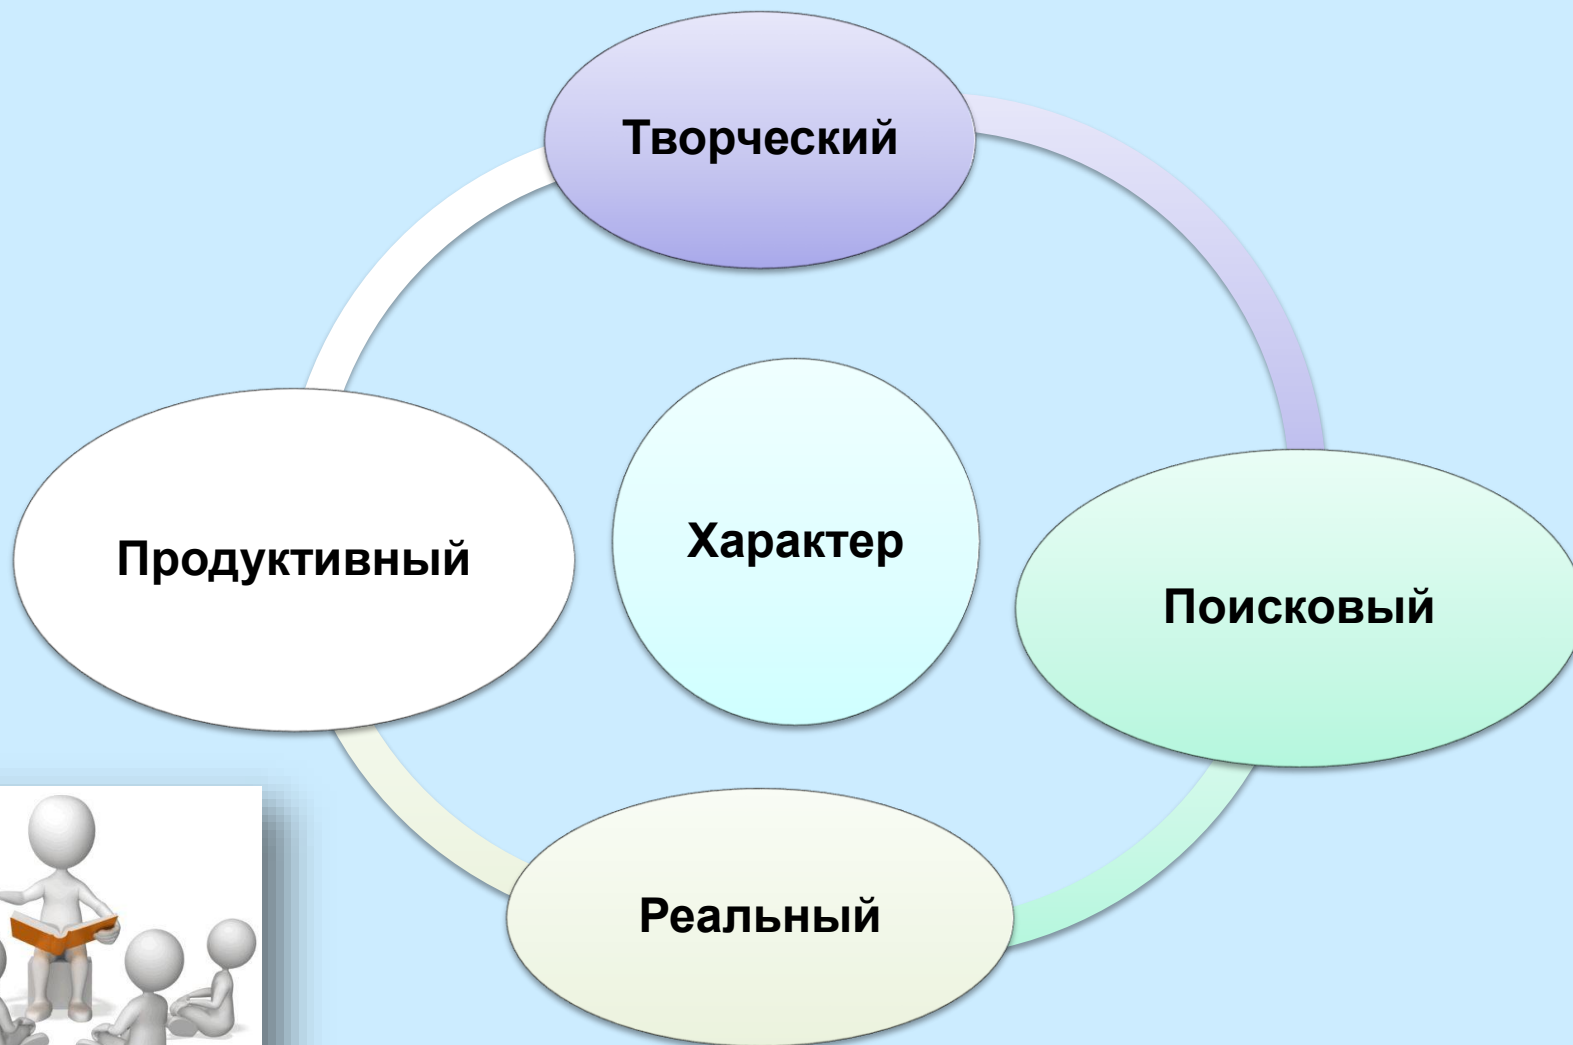 Творческий
Характер
Продуктивный
Поисковый
Реальный